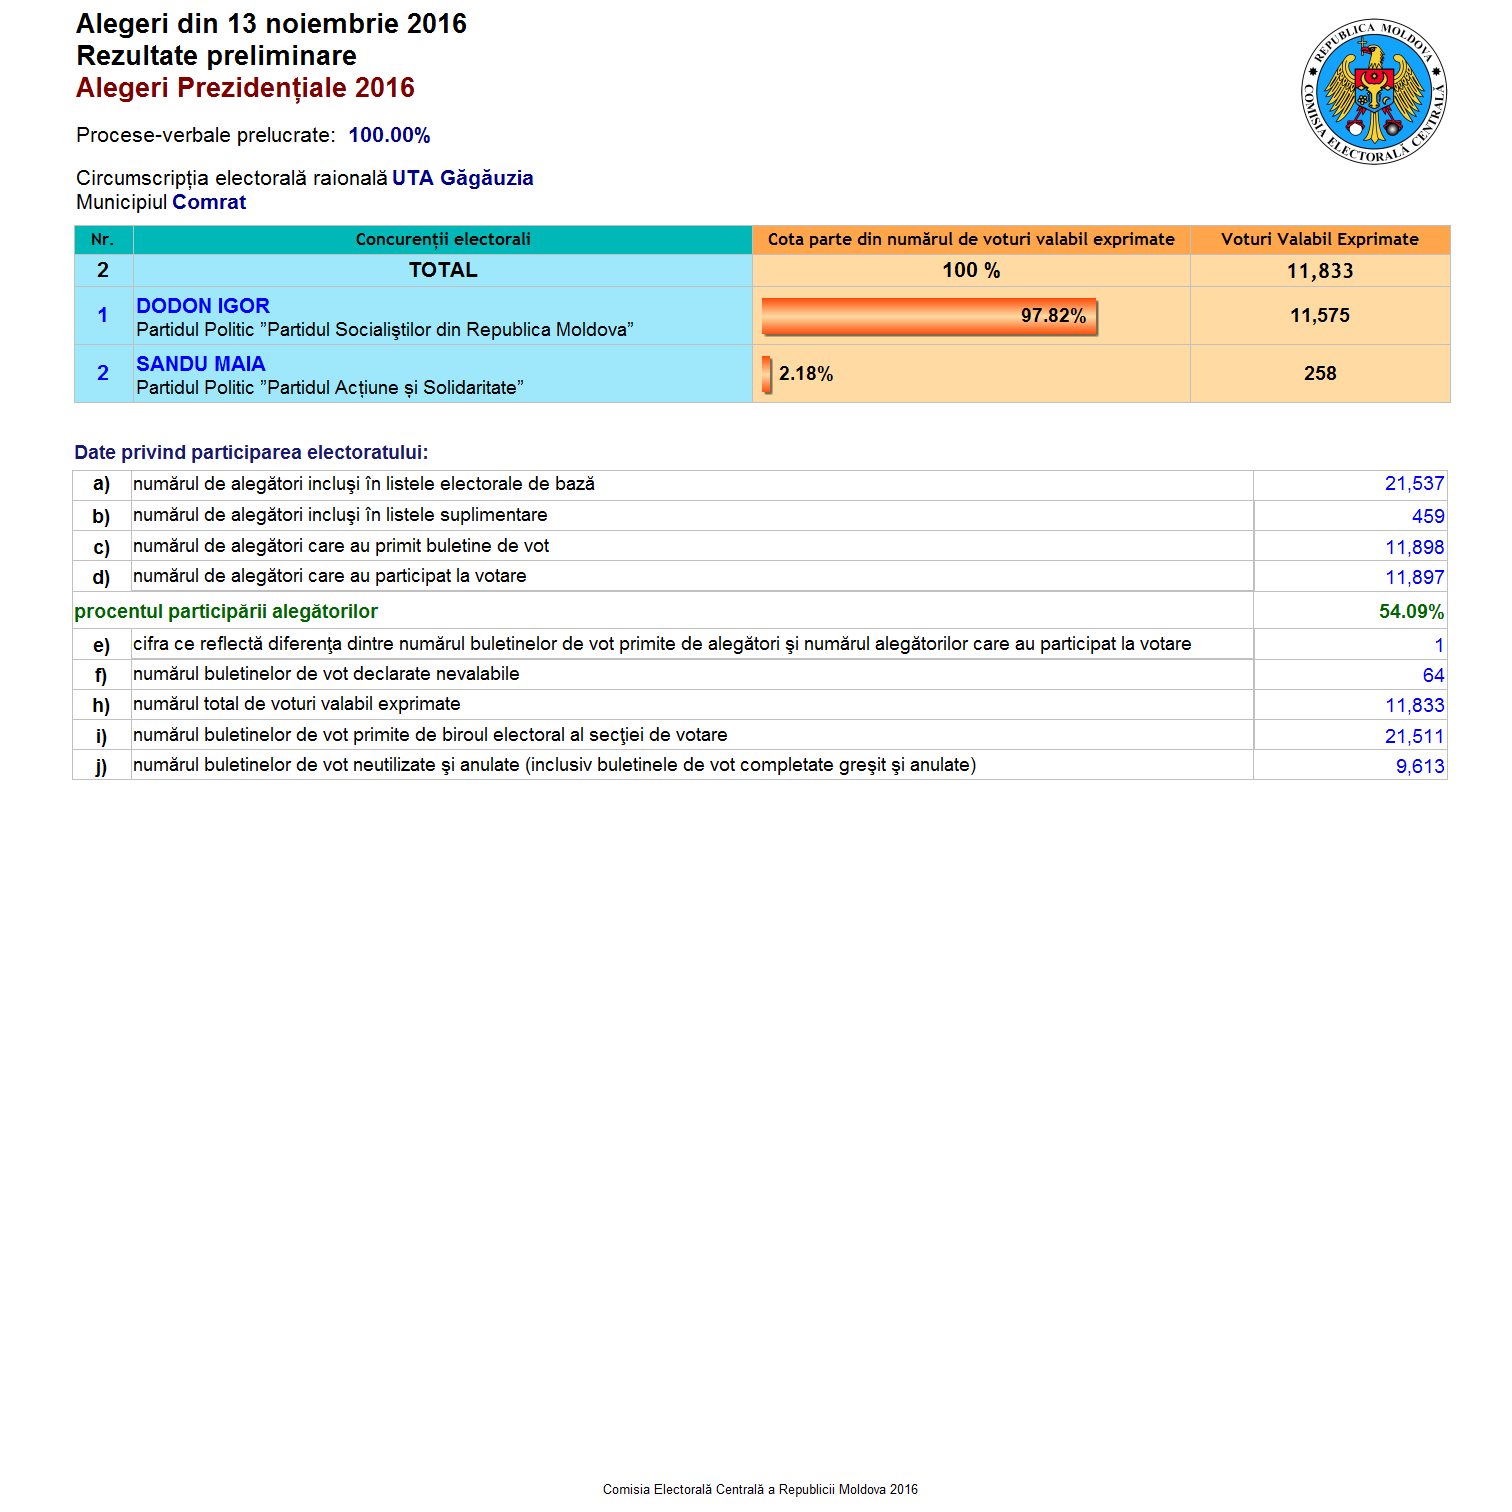 Alegeri din 13 noiembrie 2016
Rezultate preliminare
Alegeri Prezidențiale 2016
REPUBLICA MOLDOVA
COMISIA ELECTORALĂ CENTRALĂ
Procese-verbale prelucrate: 100.00%
Circumscripția electorală raională UTA Găgăuzia
Municipiul Comrat
Nr. Concurenții electorali Cota parte din numărul de voturi valabil exprimate Voturi Valabil Exprimate
2 TOTAL 100 % 11,833
1 DODON IGOR 97.82% 11,575
Partidul Politic ”Partidul Socialiştilor din Republica Moldova”
2 SANDU MAIA 2.18% 258
Partidul Politic ”Partidul Acțiune și Solidaritate”
Date privind participarea electoratului:
a) numărul de alegători incluşi în listele electorale de bază 21,537
b) numărul de alegători incluşi în listele suplimentare 459
c) numărul de alegători care au primit buletine de vot 11,898
d) numărul de alegători care au participat la votare 11,897
procentul participării alegătorilor 54.09%
e) cifra ce reflectă diferenţa dintre numărul buletinelor de vot primite de alegători şi numărul alegătorilor care au participat la votare 1
f) numărul buletinelor de vot declarate nevalabile 64
h) numărul total de voturi valabil exprimate 11,833
i) numărul buletinelor de vot primite de biroul electoral al secţiei de votare 21,511
j) numărul buletinelor de vot neutilizate şi anulate (inclusiv buletinele de vot completate greşit şi anulate) 9,613
Comisia Electorală Centrală a Republicii Moldova 2016